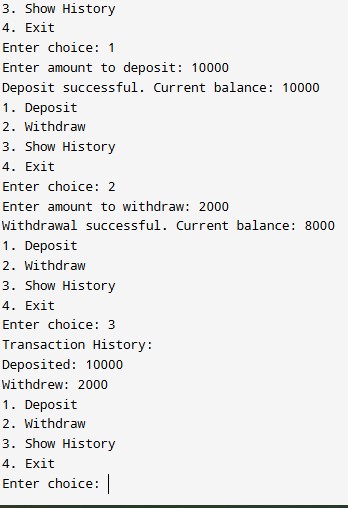 3. Show History
4. Exit
Enter choice: 1
Enter amount to deposit: 10000
Deposit successful. Current balance: 10000
1. Deposit
2. Withdraw
3. Show History
4. Exit
Enter choice: 2
Enter amount to withdraw: 2000
Withdrawal successful. Current balance: 8000
1. Deposit
2. Withdraw
3. Show History
4. Exit
Enter choice: 3
Transaction History:
Deposited: 10000
Withdrew: 2000
1. Deposit
2. Withdraw
3. Show History
4. Exit
Enter choice: